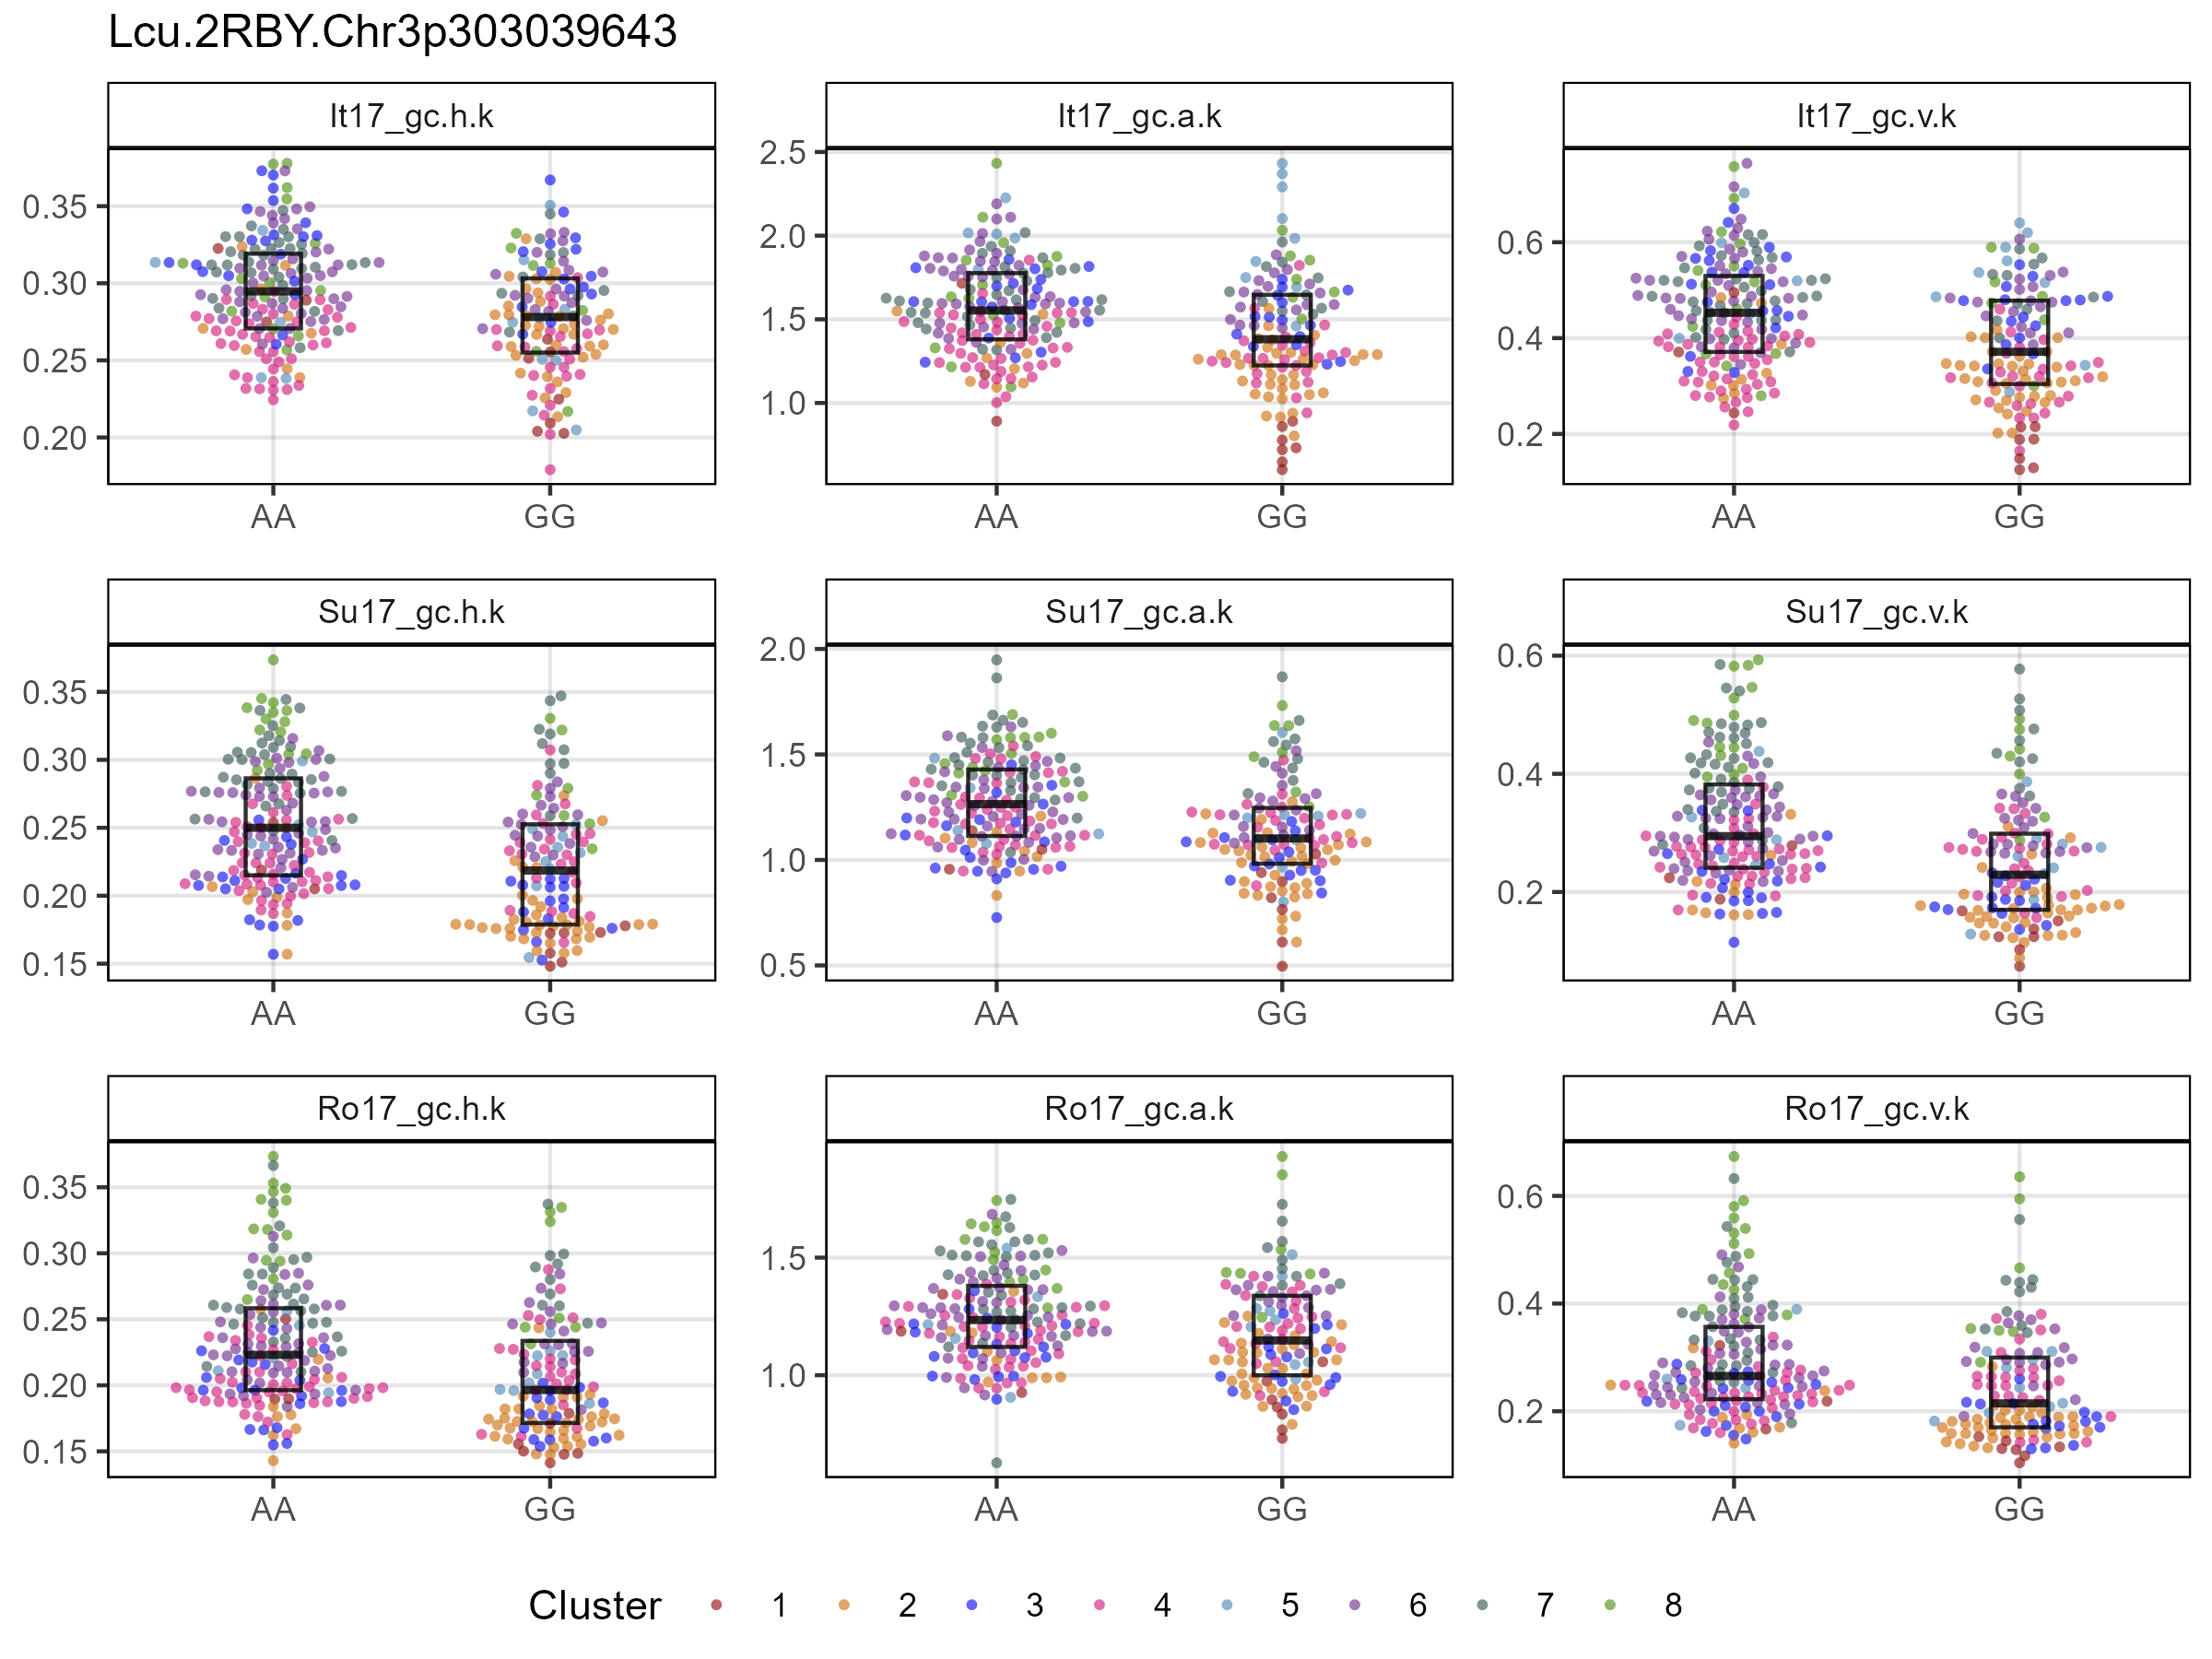 Lcu.2RBY.Chr3p303039643
It17_gc.h.k
It17_gc.a.k
It17_gc.v.k
0.35
0.30
0.25
0.20
2.5
2.0
1.5
1.0
0.6
0.4
0.2
AA
GG
AA
GG
AA
GG
Su17_gc.h.k
Su17_gc.a.k
Su17_gc.v.k
0.35
0.30
0.25
0.20
0.15
2.0
1.5
1.0
0.5
0.6
0.4
0.2
AA
GG
AA
GG
AA
GG
Ro17_gc.h.k
Ro17_gc.a.k
Ro17_gc.v.k
0.35
0.30
0.25
0.20
0.15
1.5
1.0
0.6
0.4
0.2
AA
GG
AA
GG
AA
GG
Cluster 1 2 3 4 5 6 7 8